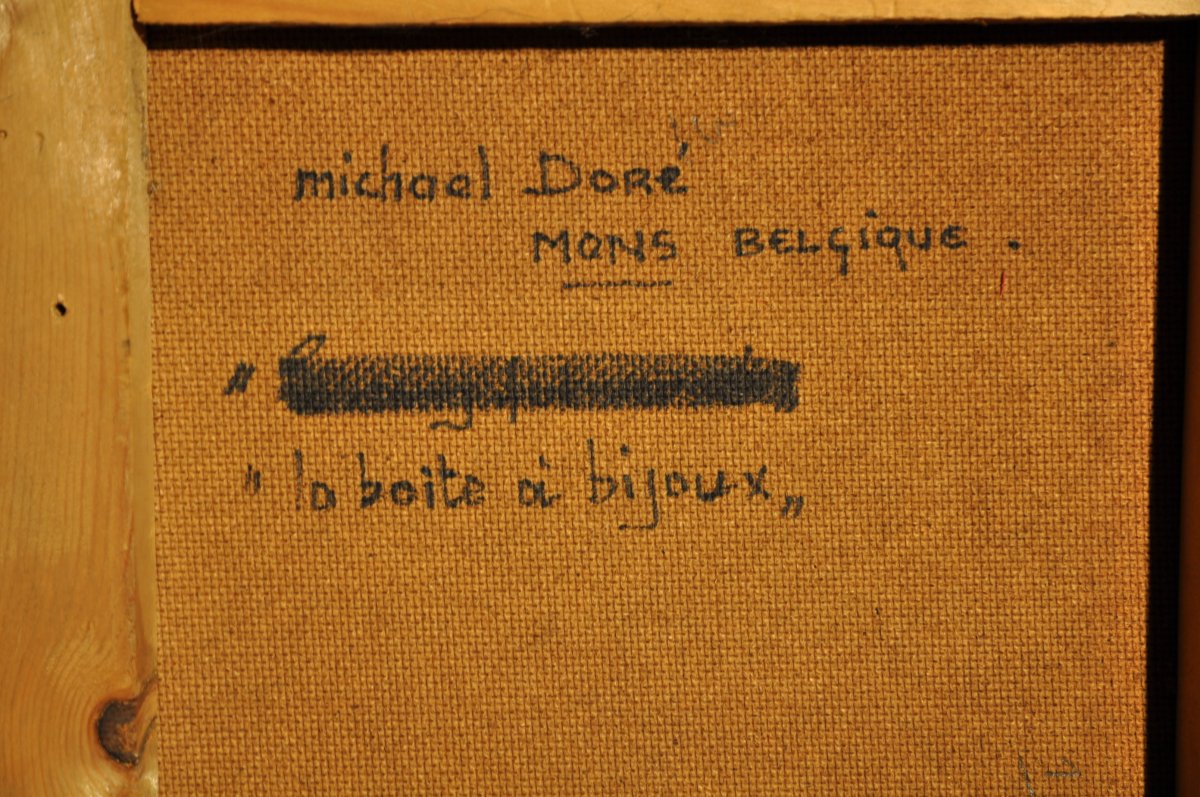 michael DORÉ
MONS BELGIQUE .
"
" la boite à bijoux „